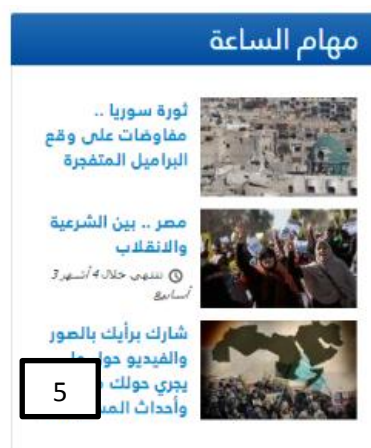 مهام الساعة
ثورة سوريا ..
مفاوضات على وقع
البراميل المتفجرة
مصر .. بين الشرعية
والانقلاب
تنتهي خلال 4 أشهر 3
أسابيع
شارك برأيك بالصور
والفيديو حول
يجري حولك
وأحداث
5